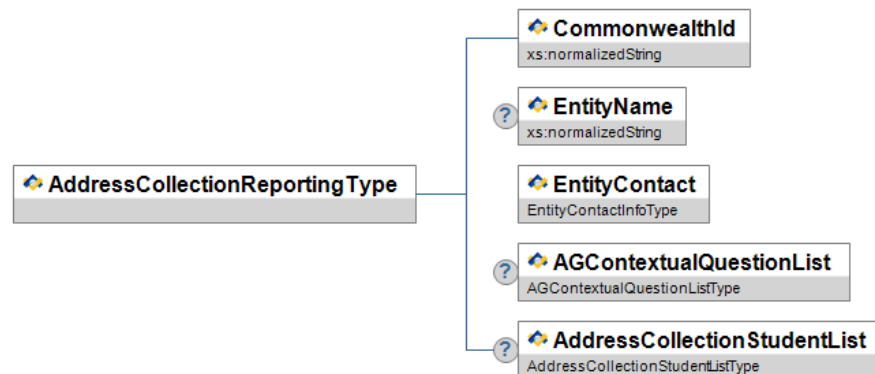 CommonwealthId
xs:normalizedString
?
EntityName
xs:normalizedString
AddressCollectionReportingType
EntityContact
EntityContactInfoType
?
AGContextualQuestionList
AGContextualQuestionListType
?
AddressCollectionStudentList
AddressCollectionStudentListType